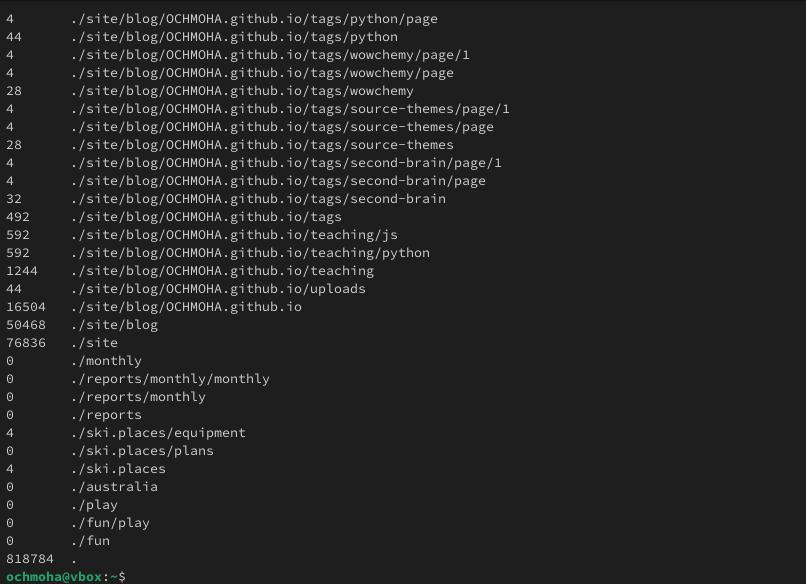 4	./site/blog/OCHMOHA.github.io/tags/python/page
44	./site/blog/OCHMOHA.github.io/tags/python
4	./site/blog/OCHMOHA.github.io/tags/wowchemy/page/1
4	./site/blog/OCHMOHA.github.io/tags/wowchemy/page
28	./site/blog/OCHMOHA.github.io/tags/wowchemy
4	./site/blog/OCHMOHA.github.io/tags/source-themes/page/1
4	./site/blog/OCHMOHA.github.io/tags/source-themes/page
28	./site/blog/OCHMOHA.github.io/tags/source-themes
4	./site/blog/OCHMOHA.github.io/tags/second-brain/page/1
4	./site/blog/OCHMOHA.github.io/tags/second-brain/page
32	./site/blog/OCHMOHA.github.io/tags/second-brain
492	./site/blog/OCHMOHA.github.io/tags
592	./site/blog/OCHMOHA.github.io/teaching/js
592	./site/blog/OCHMOHA.github.io/teaching/python
1244	./site/blog/OCHMOHA.github.io/teaching
44	./site/blog/OCHMOHA.github.io/uploads
16504	./site/blog/OCHMOHA.github.io
50468	./site/blog
76836	./site
0	./monthly
0	./reports/monthly/monthly
0	./reports/monthly
0	./reports
4	./ski.places/equipment
0	./ski.places/plans
4	./ski.places
0	./australia
0	./play
0	./fun/play
0	./fun
818784	.
ochmoha@vbox:~$